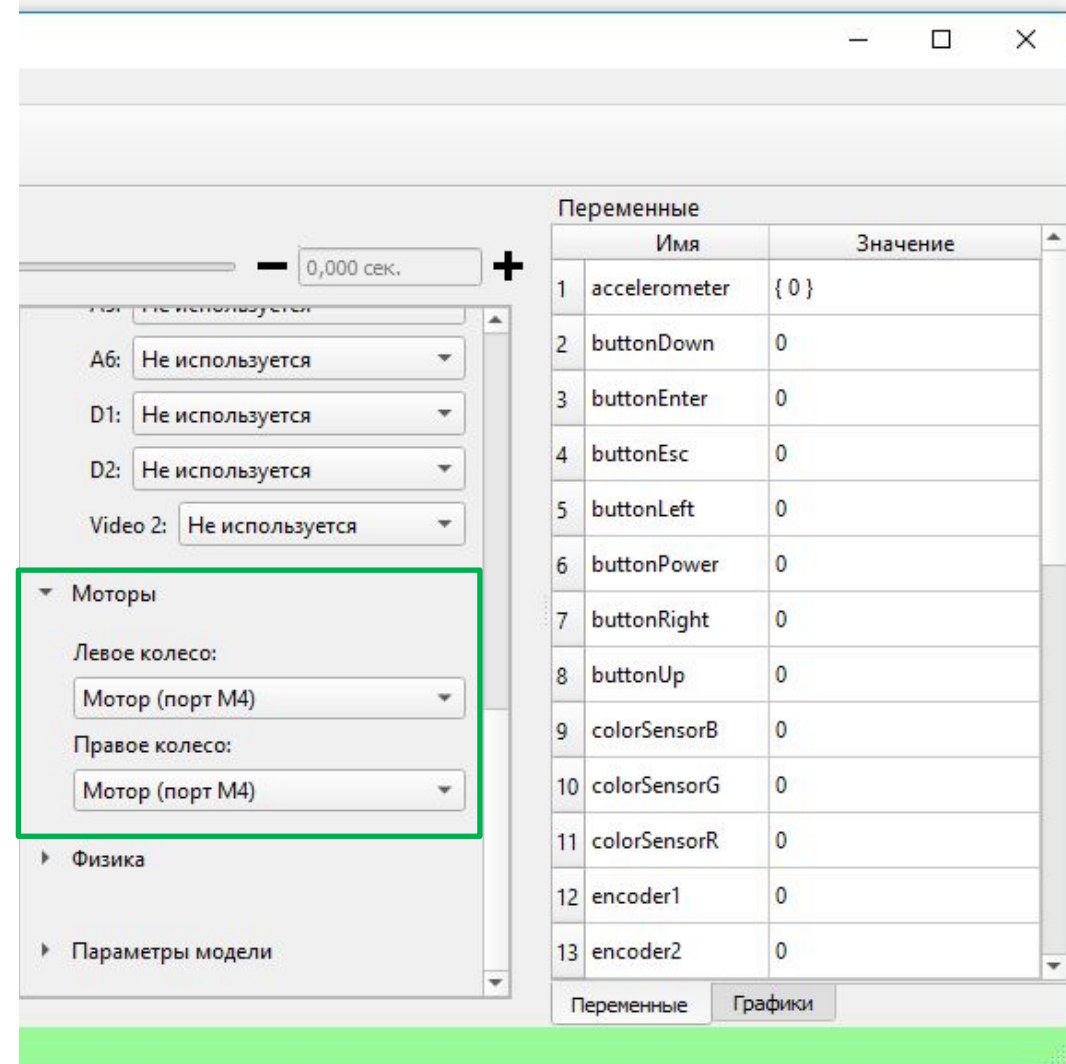 0,000 сек.
A6: Не используется
D1: Не используется
D2: Не используется
Video 2: Не используется
Моторы
Левое колесо:
Мотор (порт M4)
Правое колесо:
Мотор (порт M4)
Физика
Параметры модели
Переменные
Имя Значение
1 accelerometer { 0 }
2 buttonDown 0
3 buttonEnter 0
4 buttonEsc 0
5 buttonLeft 0
6 buttonPower 0
7 buttonRight 0
8 buttonUp 0
9 colorSensorB 0
10 colorSensorG 0
11 colorSensorR 0
12 encoder1 0
13 encoder2 0
Переменные Графики